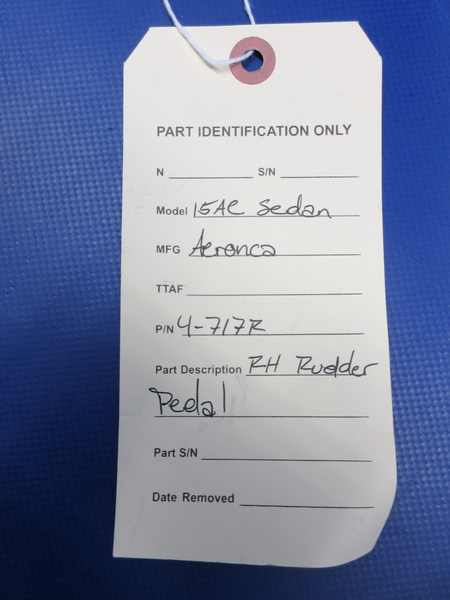 PART IDENTIFICATION ONLY
N S/N
Model 15AC Sedan
MFG Aeronca
TTAF
P/N 4-717R
Part Description RH Rudder
Pedal
Part S/N
Date Removed